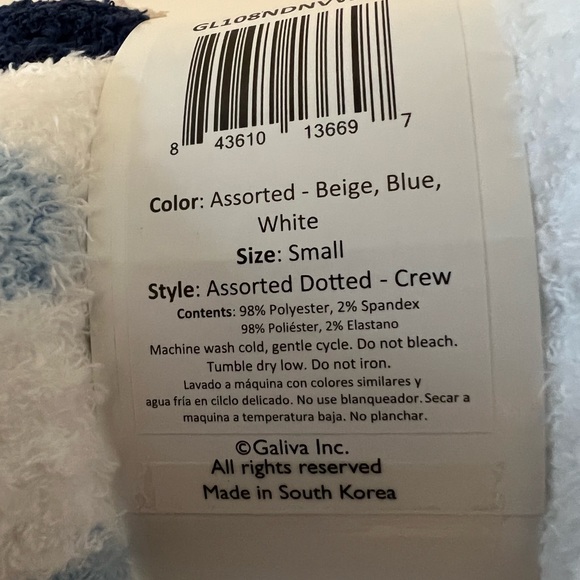 8 43610 13669 7
Color: Assorted - Beige, Blue,
White
Size: Small
Style: Assorted Dotted - Crew
Contents: 98% Polyester, 2% Spandex
98% Poliéster, 2% Elastano
Machine wash cold, gentle cycle. Do not bleach.
Tumble dry low. Do not iron.
Lavado a máquina con colores similares y
agua fría en cilclo delicado. No use blanqueador. Secar a
maquina a temperatura baja. No planchar.
©Galiva Inc.
All rights reserved
Made in South Korea